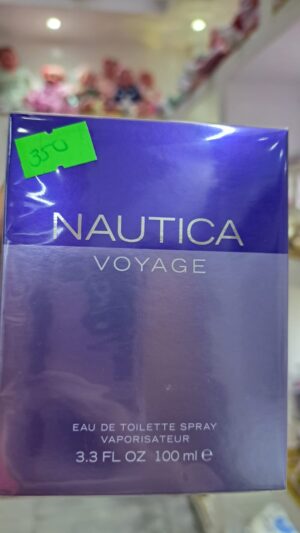 350
NAUTICA
VOYAGE
EAU DE TOILETTE SPRAY
VAPORISATEUR
3.3 FL OZ 100 ml ℮